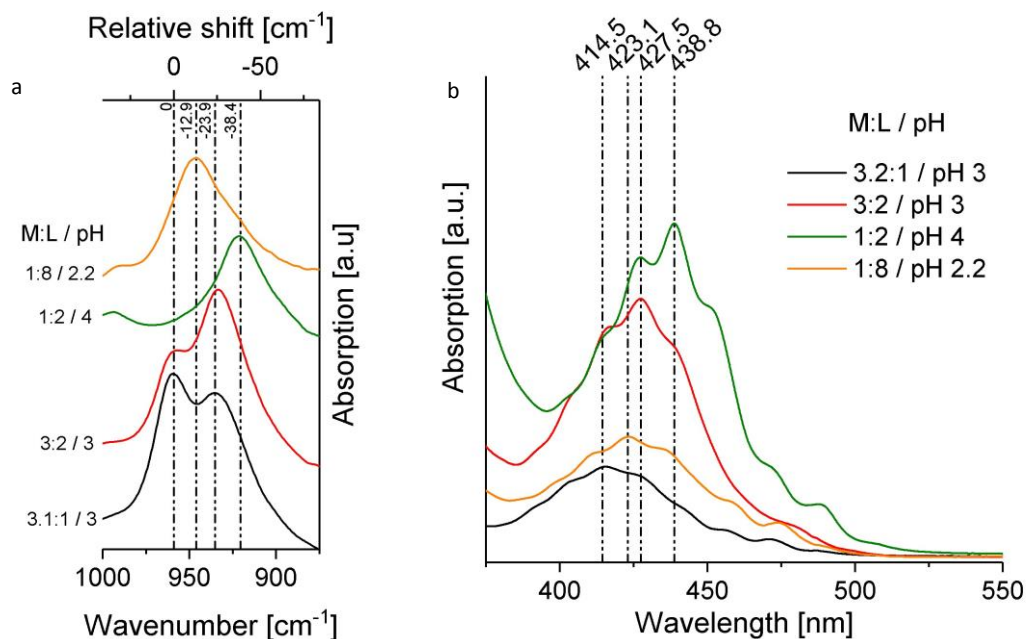 a
Relative shift [cm⁻¹]
0 -50
0
-12.9
-23.9
-38.4
M:L / pH
1:8 / 2.2
1:2 / 4
3:2 / 3
3.1:1 / 3
Absorption [a.u]
1000 950 900
Wavenumber [cm⁻¹]
b
414.5
423.1
427.5
438.8
Absorption [a.u.]
M:L / pH
3.2:1 / pH 3
3:2 / pH 3
1:2 / pH 4
1:8 / pH 2.2
400 450 500 550
Wavelength [nm]